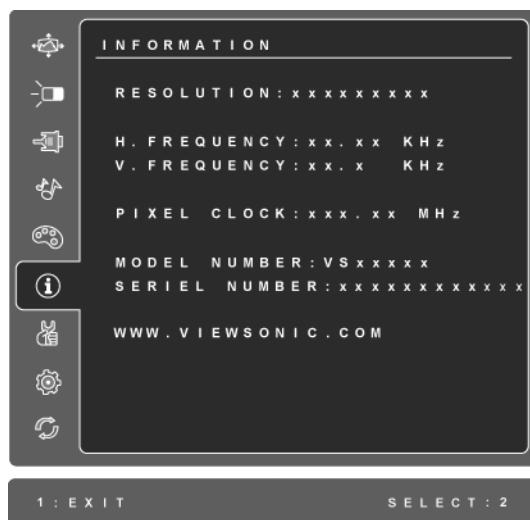 INFORMATION
RESOLUTION:xxxxxxxxx
H. FREQUENCY:xx.xx KHz
V. FREQUENCY:xx.x KHz
PIXEL CLOCK:xxx.xx MHz
MODEL NUMBER:VSxxxxx
SERIEL NUMBER:xxxxxxxxxxxx
WWW.VIEWSONIC.COM
1:EXIT SELECT:2